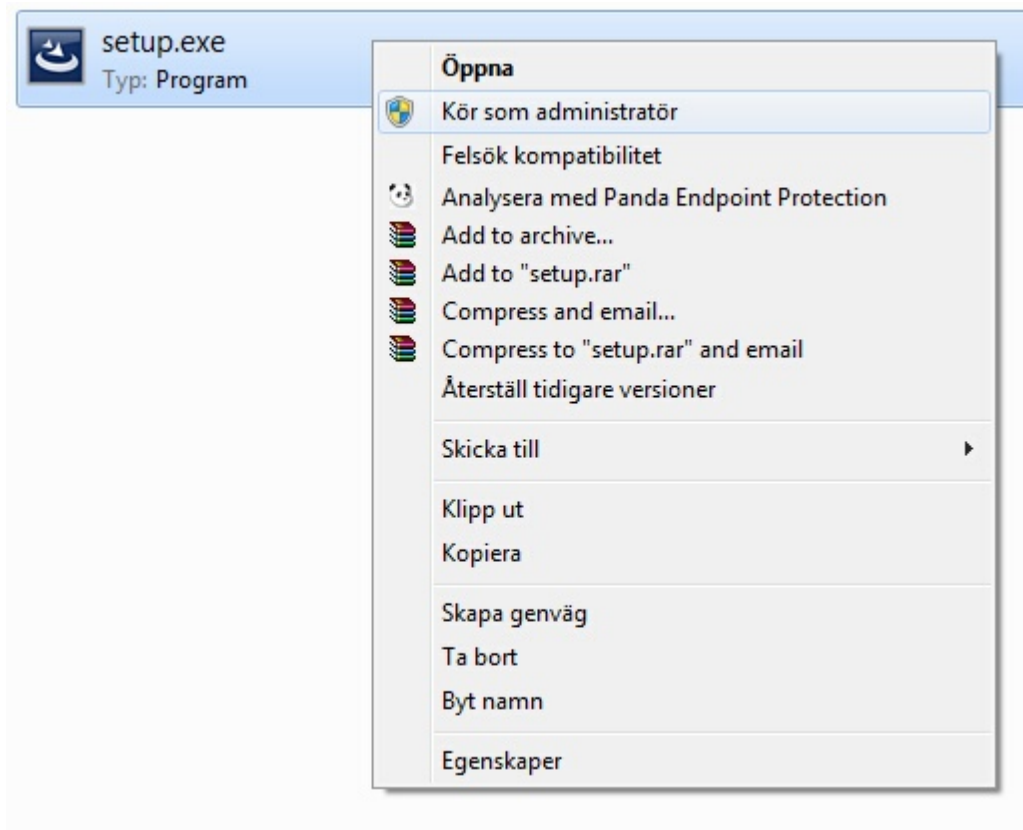 setup.exe
Typ: Program
Öppna
Kör som administratör
Felsök kompatibilitet
Analysera med Panda Endpoint Protection
Add to archive...
Add to "setup.rar"
Compress and email...
Compress to "setup.rar" and email
Återställ tidigare versioner
Skicka till
Klipp ut
Kopiera
Skapa genväg
Ta bort
Byt namn
Egenskaper